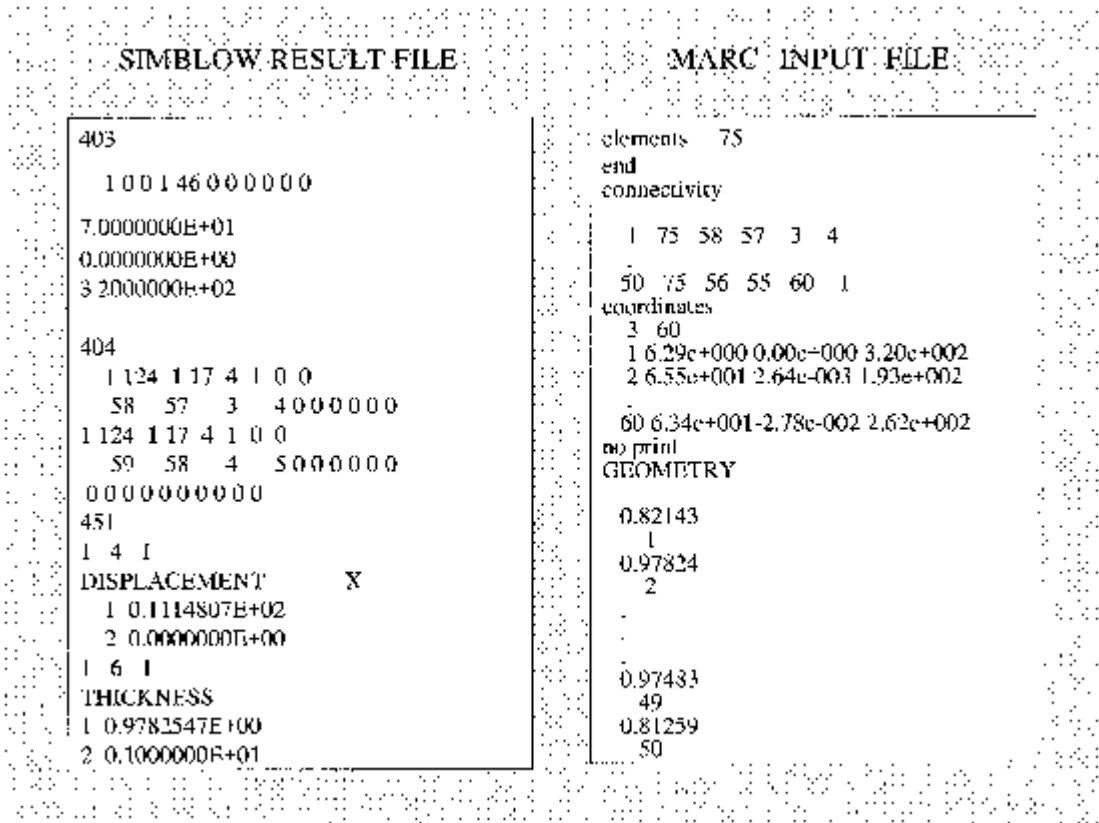 SIMBLOW RESULT FILE
403
1 0 0 1 46 0 0 0 0 0 0
7.0000000E+01
0.0000000E+00
3.2000000E+02
404
1 124 1 17 4 1 0 0
58 57 3 4 0 0 0 0 0 0
1 124 1 17 4 1 0 0
59 58 4 5 0 0 0 0 0 0
0 0 0 0 0 0 0 0 0 0
451
1 4 1
DISPLACEMENT X
1 0.1114807E+02
2 0.0000000E+00
1 6 1
THICKNESS
1 0.9782547E+00
2 0.1000000E+01
MARC INPUT FILE
elements 75
end
connectivity
1 75 58 57 3 4
.
50 75 56 55 60 1
coordinates
3 60
1 6.29e+000 0.00e+000 3.20e+002
2 6.55e+001 2.64e-003 1.93e+002
.
60 6.34e+001-2.78e-002 2.62e+002
no print
GEOMETRY
0.82143
1
0.97824
2
.
.
.
0.97483
49
0.81259
50